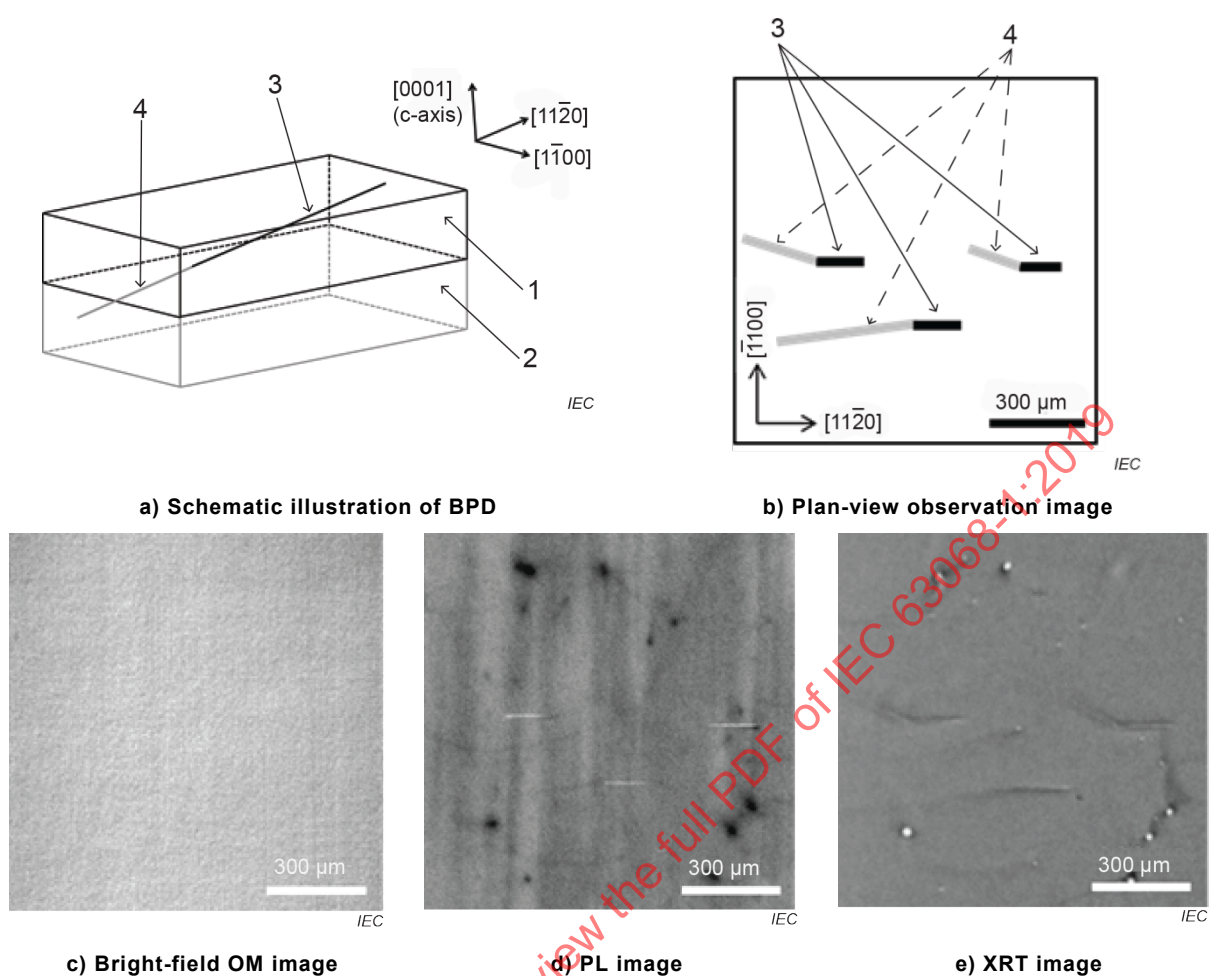 3
4
[0001]
(c-axis)
[112̅0]
[11̅00]
1
2
IEC
3
4
[1̅100]
[112̅0]
300 µm
IEC
a) Schematic illustration of BPD
b) Plan-view observation image
300 µm
IEC
300 µm
IEC
300 µm
IEC
c) Bright-field OM image
d) PL image
e) XRT image
view the full PDF of IEC 63068-1:2019